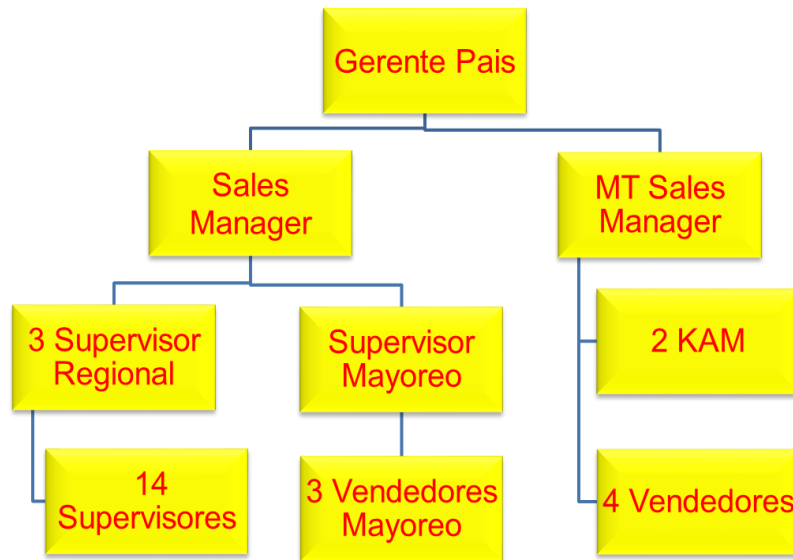 Gerente Pais
Sales
Manager
MT Sales
Manager
3 Supervisor
Regional
Supervisor
Mayoreo
2 KAM
14
Supervisores
3 Vendedores
Mayoreo
4 Vendedores